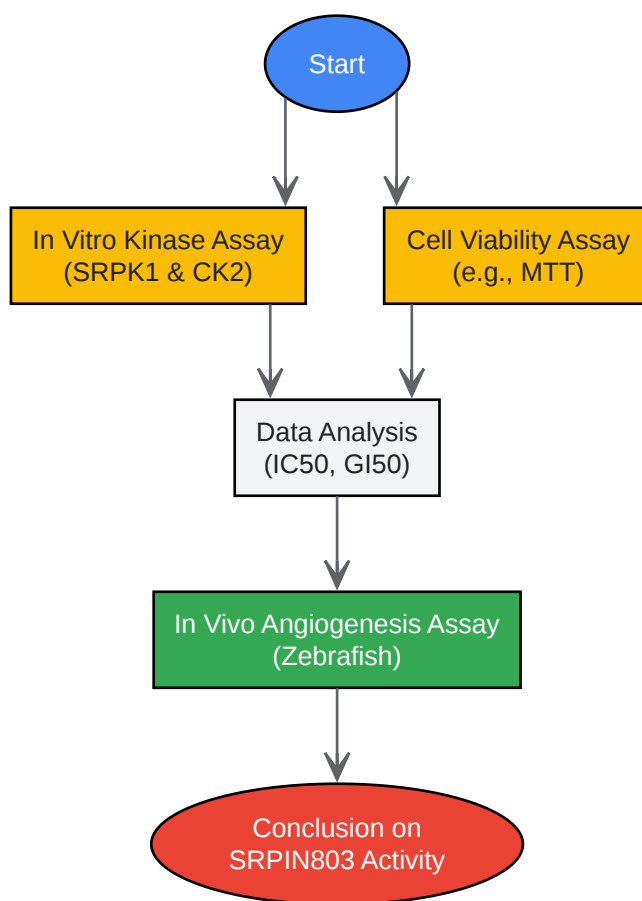 Start
In Vitro Kinase Assay
(SRPK1 & CK2)
Cell Viability Assay
(e.g., MTT)
Data Analysis
(IC50, GI50)
In Vivo Angiogenesis Assay
(Zebrafish)
Conclusion on
SRPIN803 Activity